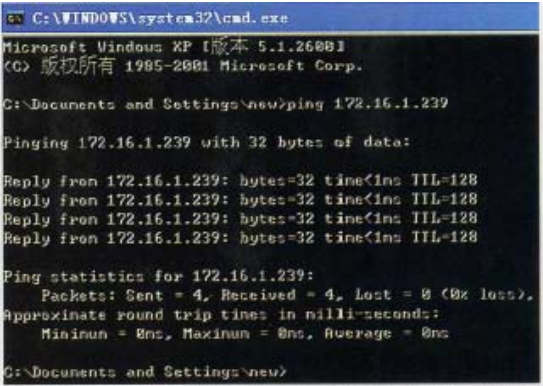 C:\WINDOWS\system32\cmd.exe
Microsoft Windows XP [版本 5.1.2600]
(C) 版权所有 1985-2001 Microsoft Corp.
C:\Documents and Settings\new>ping 172.16.1.239
Pinging 172.16.1.239 with 32 bytes of data:
Reply from 172.16.1.239: bytes=32 time<1ms TTL=128
Reply from 172.16.1.239: bytes=32 time<1ms TTL=128
Reply from 172.16.1.239: bytes=32 time<1ms TTL=128
Reply from 172.16.1.239: bytes=32 time<1ms TTL=128
Ping statistics for 172.16.1.239:
Packets: Sent = 4, Received = 4, Lost = 0 (0% loss),
Approximate round trip times in milli-seconds:
Minimum = 0ms, Maximum = 0ms, Average = 0ms
C:\Documents and Settings\new>